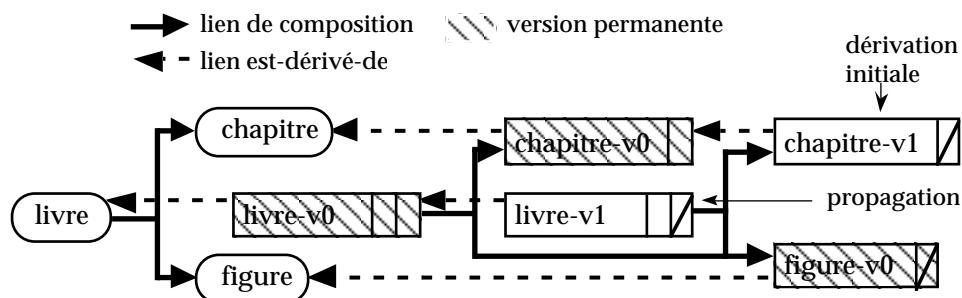 lien de composition
version permanente
lien est-dérivé-de
dérivation
initiale
chapitre
chapitre-v0
chapitre-v1
livre
livre-v0
livre-v1
propagation
figure
figure-v0